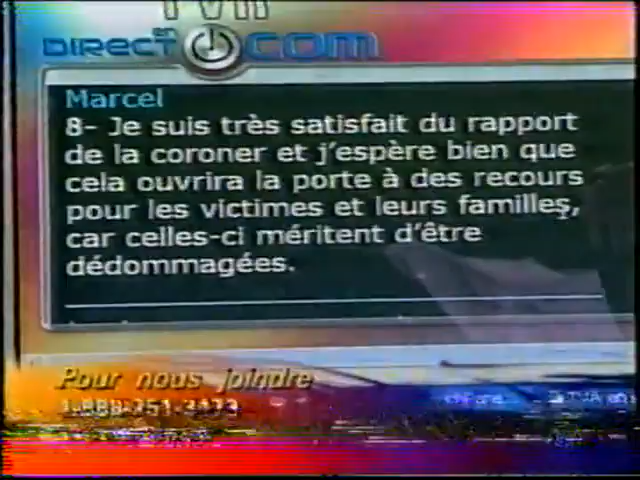 DIRECT.COM
Marcel
8- Je suis très satisfait du rapport
de la coroner et j'espère bien que
cela ouvrira la porte à des recours
pour les victimes et leurs familles,
car celles-ci méritent d'être
dédommagées.
Pour nous joindre